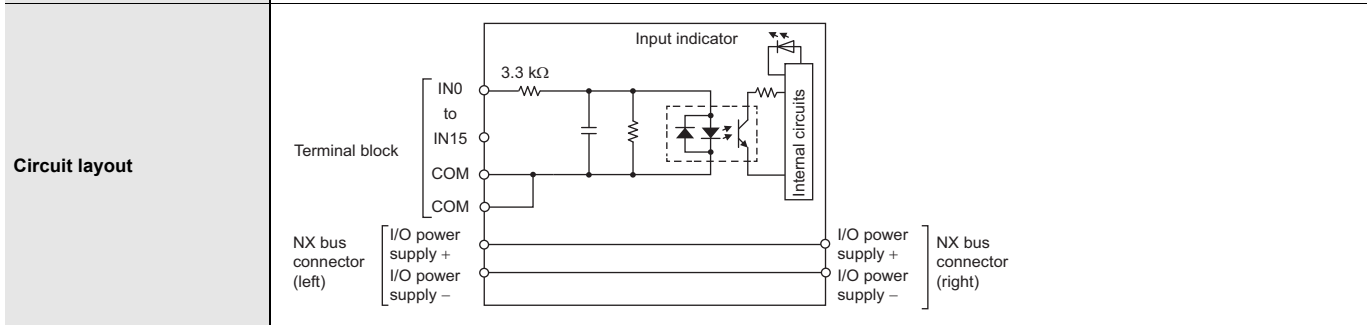 Circuit layout
Input indicator
3.3 kΩ
IN0
to
IN15
COM
COM
Terminal block
Internal circuits
NX bus
connector
(left)
I/O power
supply +
I/O power
supply −
I/O power
supply +
I/O power
supply −
NX bus
connector
(right)